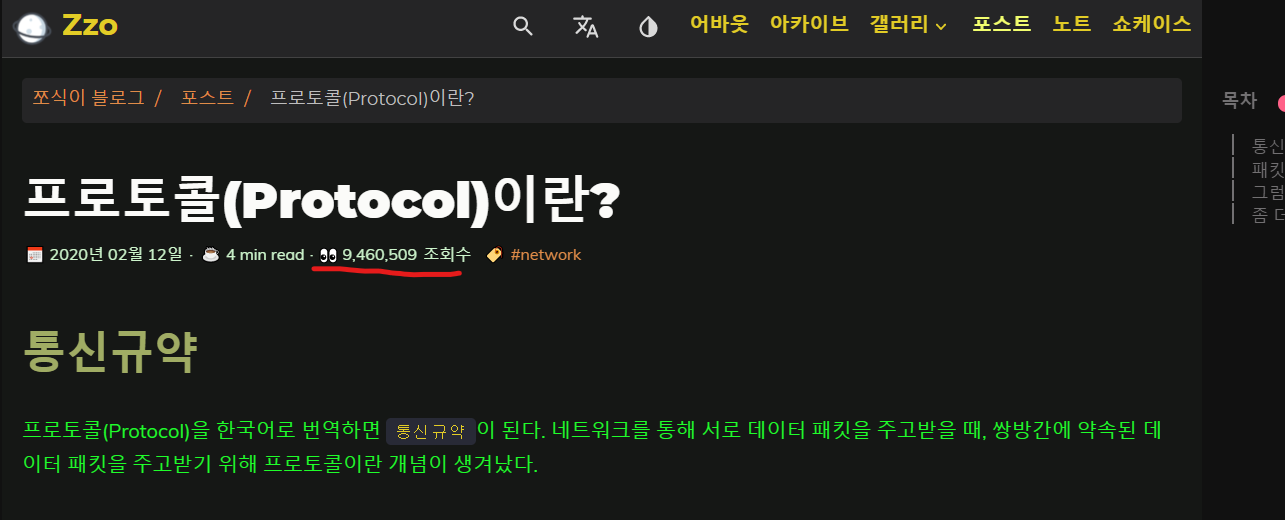 Zzo 어바웃 아카이브 갤러리 포스트 노트 쇼케이스
쪼식이 블로그 / 포스트 / 프로토콜(Protocol)이란?
목차
통신
패킷
그럼
좀 더
프로토콜(Protocol)이란?
2020년 02월 12일 · 4 min read · 9,460,509 조회수 #network
통신규약
프로토콜(Protocol)을 한국어로 번역하면 통신규약 이 된다. 네트워크를 통해 서로 데이터 패킷을 주고받을 때, 쌍방간에 약속된 데
이터 패킷을 주고받기 위해 프로토콜이란 개념이 생겨났다.